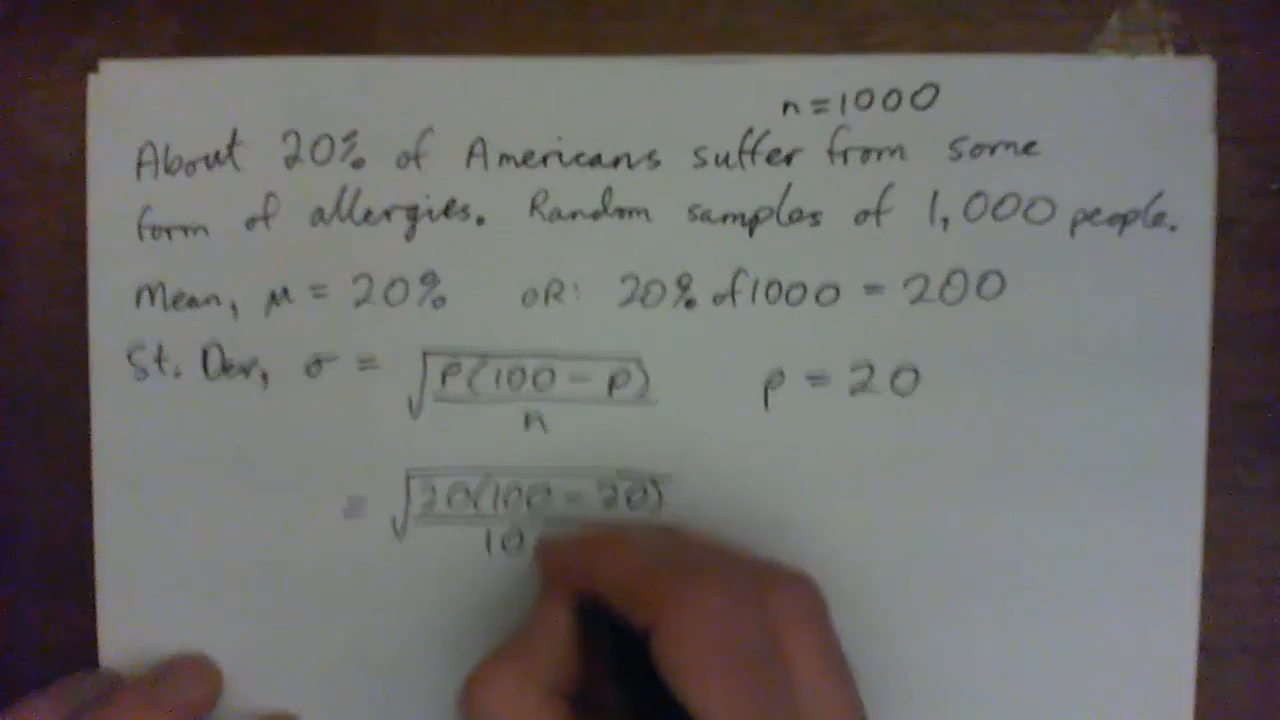 n = 1000
About 20% of Americans suffer from some
form of allergies. Random samples of 1,000 people.
Mean, μ = 20% OR: 20% of 1000 = 200
St. Dev, σ = √(P(100 - p)/n) p = 20
= √(20(100 - 20)/10